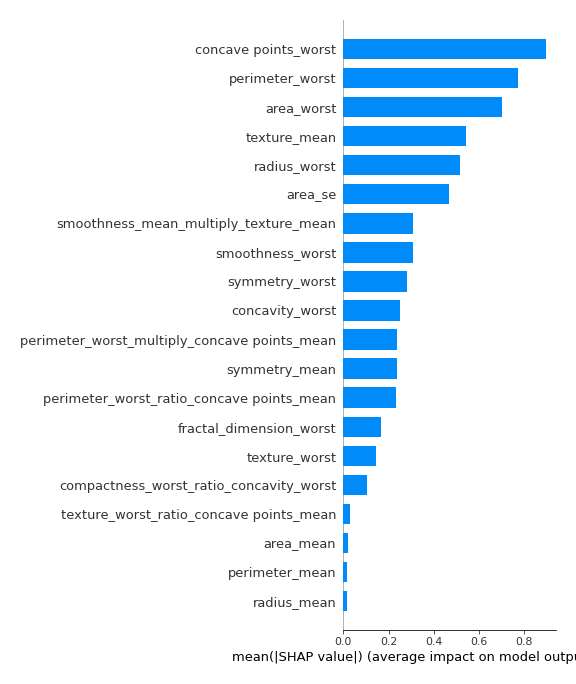 concave points_worst
perimeter_worst
area_worst
texture_mean
radius_worst
area_se
smoothness_mean_multiply_texture_mean
smoothness_worst
symmetry_worst
concavity_worst
perimeter_worst_multiply_concave points_mean
symmetry_mean
perimeter_worst_ratio_concave points_mean
fractal_dimension_worst
texture_worst
compactness_worst_ratio_concavity_worst
texture_worst_ratio_concave points_mean
area_mean
perimeter_mean
radius_mean
0.0 0.2 0.4 0.6 0.8
mean(|SHAP value|) (average impact on model outpu